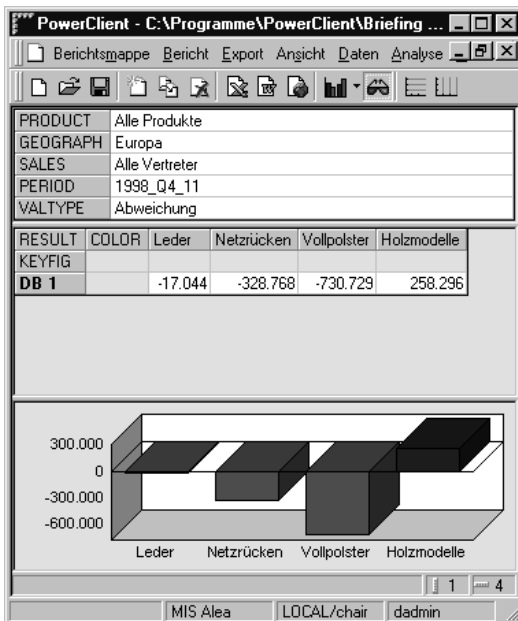 PowerClient - C:\Programme\PowerClient\Briefing ...
Berichtsmappe Bericht Export Ansicht Daten Analyse
PRODUCT Alle Produkte
GEOGRAPH Europa
SALES Alle Vertreter
PERIOD 1998_Q4_11
VALTYPE Abweichung
RESULT COLOR Leder Netzrücken Vollpolster Holzmodelle
KEYFIG
DB 1 -17.044 -328.768 -730.729 258.296
300.000
0
-300.000
-600.000
Leder Netzrücken Vollpolster Holzmodelle
1 4
MIS Alea LOCAL/chair dadmin